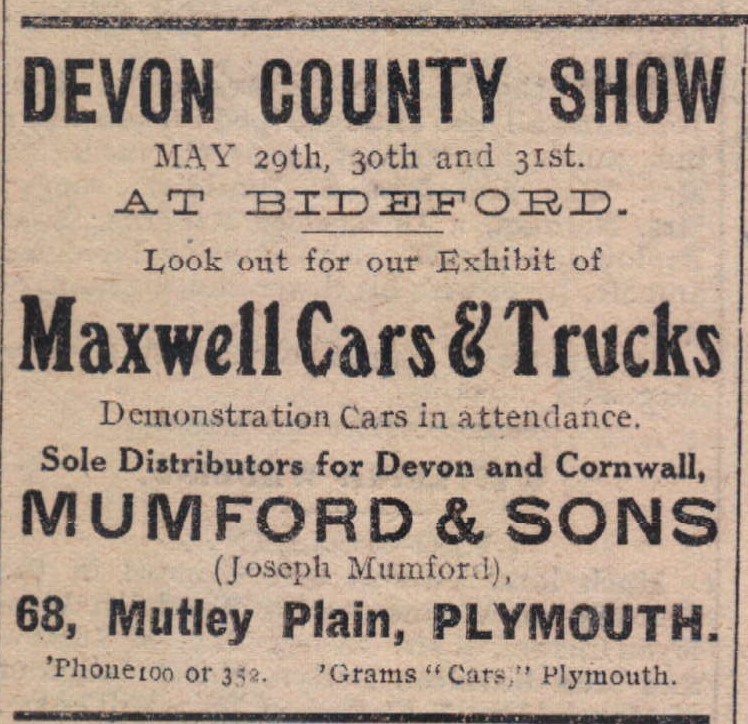 DEVON COUNTY SHOW
MAY 29th, 30th and 31st.
AT BIDEFORD.
Look out for our Exhibit of
Maxwell Cars & Trucks
Demonstration Cars in attendance.
Sole Distributors for Devon and Cornwall,
MUMFORD & SONS
(Joseph Mumford),
68, Mutley Plain, PLYMOUTH.
'Phone 100 or 352. 'Grams "Cars," Plymouth.